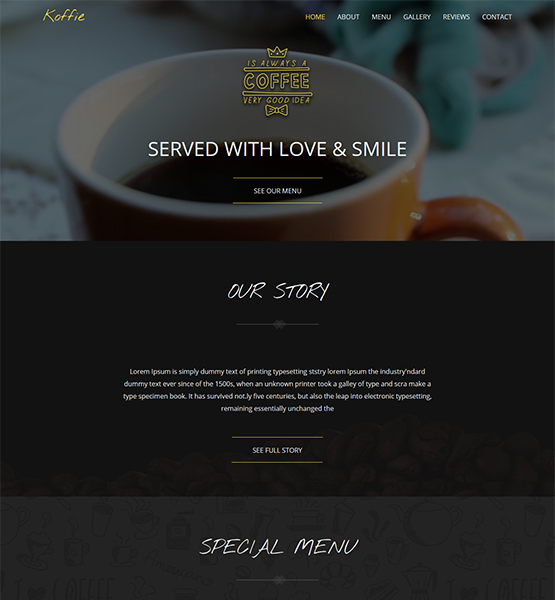 Koffie
HOME ABOUT MENU GALLERY REVIEWS CONTACT
IS ALWAYS A
COFFEE
VERY GOOD IDEA
SERVED WITH LOVE & SMILE
SEE OUR MENU
OUR STORY
Lorem Ipsum is simply dummy text of printing typesetting ststry lorem Ipsum the industry'ndard
dummy text ever since of the 1500s, when an unknown printer took a galley of type and scra make a
type specimen book. It has survived not.ly five centuries, but also the leap into electronic typesetting,
remaining essentially unchanged the
SEE FULL STORY
SPECIAL MENU